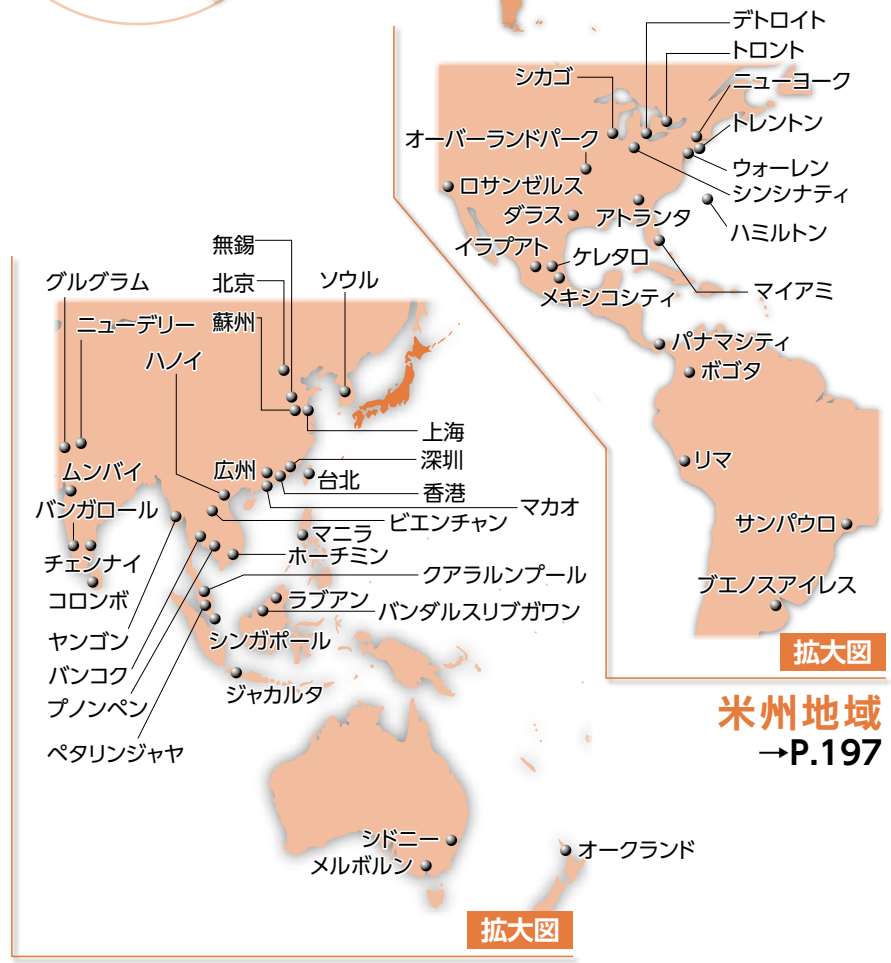 デトロイト
トロント
シカゴ
ニューヨーク
トレントン
オーバーランドパーク
ウォーレン
シンシナティ
ロサンゼルス
ダラス
アトランタ
ハミルトン
イラプアト
ケレタロ
メキシコシティ
マイアミ
パナマシティ
ボゴタ
リマ
サンパウロ
ブエノスアイレス
拡大図
米州地域
→P.197
無錫
グルグラム
北京
ソウル
ニューデリー
蘇州
ハノイ
上海
ムンバイ
広州
深圳
台北
香港
マカオ
バンガロール
ビエンチャン
マニラ
チェンナイ
ホーチミン
クアラルンプール
コロンボ
ラブアン
バンダルスリブガワン
ヤンゴン
シンガポール
バンコク
ジャカルタ
プノンペン
ペタリンジャヤ
シドニー
メルボルン
オークランド
拡大図